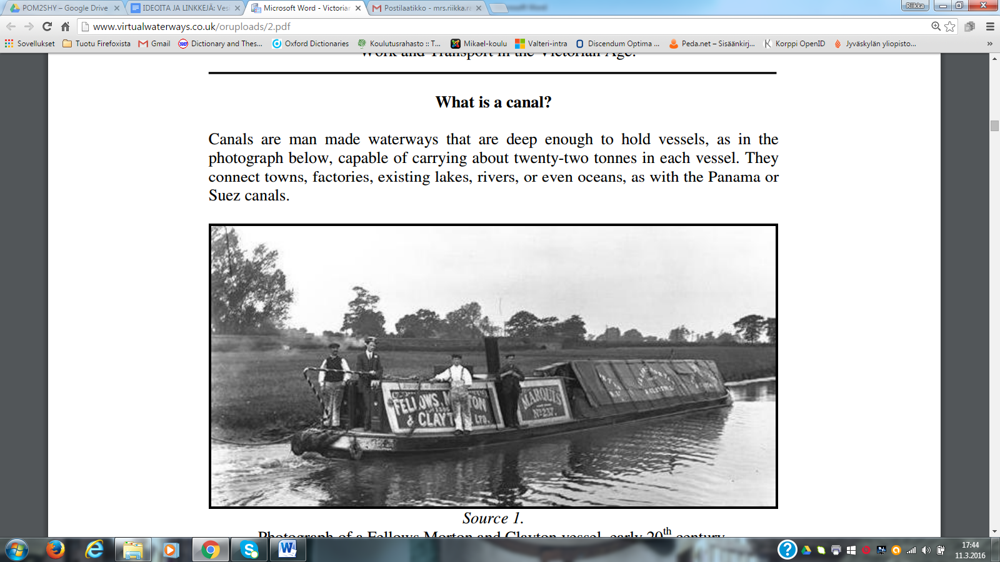 POM2SHY – Google Drive
IDEOITA JA LINKKEJÄ: Vesi
Microsoft Word - Victorian
Postilaatikko - mrs.riikka.ra
Riikka
www.virtualwaterways.co.uk/oruploads/2.pdf
Sovellukset
Tuotu Firefoxista
Gmail
Dictionary and Thes...
Oxford Dictionaries
Koulutusrahasto :: T...
Mikael-koulu
Valteri-intra
Discendum Optima ...
Peda.net – Sisäänkirj...
Korppi OpenID
Jyväskylän yliopisto...
»
Work and Transport in the Victorian Age.
What is a canal?
Canals are man made waterways that are deep enough to hold vessels, as in the
photograph below, capable of carrying about twenty-two tonnes in each vessel. They
connect towns, factories, existing lakes, rivers, or even oceans, as with the Panama or
Suez canals.
FELLOWS, M TON
& CLAYT LTD.
MARQUIS
No 237
Source 1.
Photograph of a Fellows Morton and Clayton vessel, early 20th century
17:44
11.3.2016